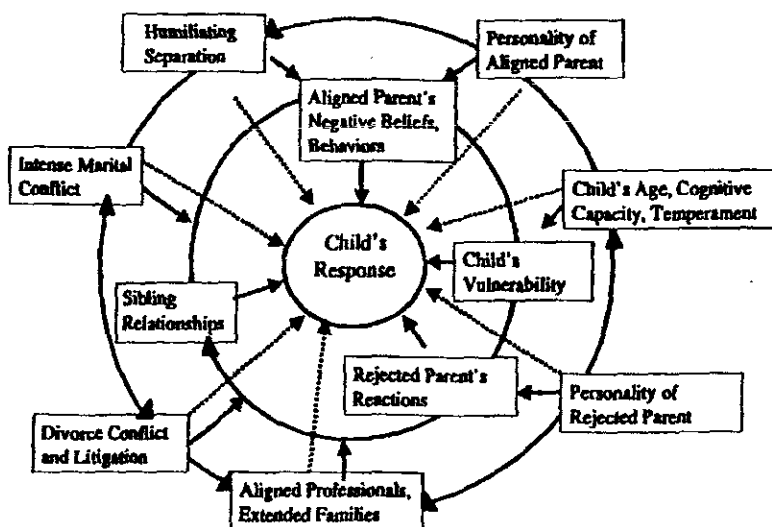 Humiliating
Separation
Personality of
Aligned Parent
Aligned Parent's
Negative Beliefs,
Behaviors
Intense Marital
Conflict
Child's Age, Cognitive
Capacity, Temperament
Child's
Response
Child's
Vulnerability
Sibling
Relationships
Rejected Parent's
Reactions
Personality of
Rejected Parent
Divorce Conflict
and Litigation
Aligned Professionals,
Extended Families